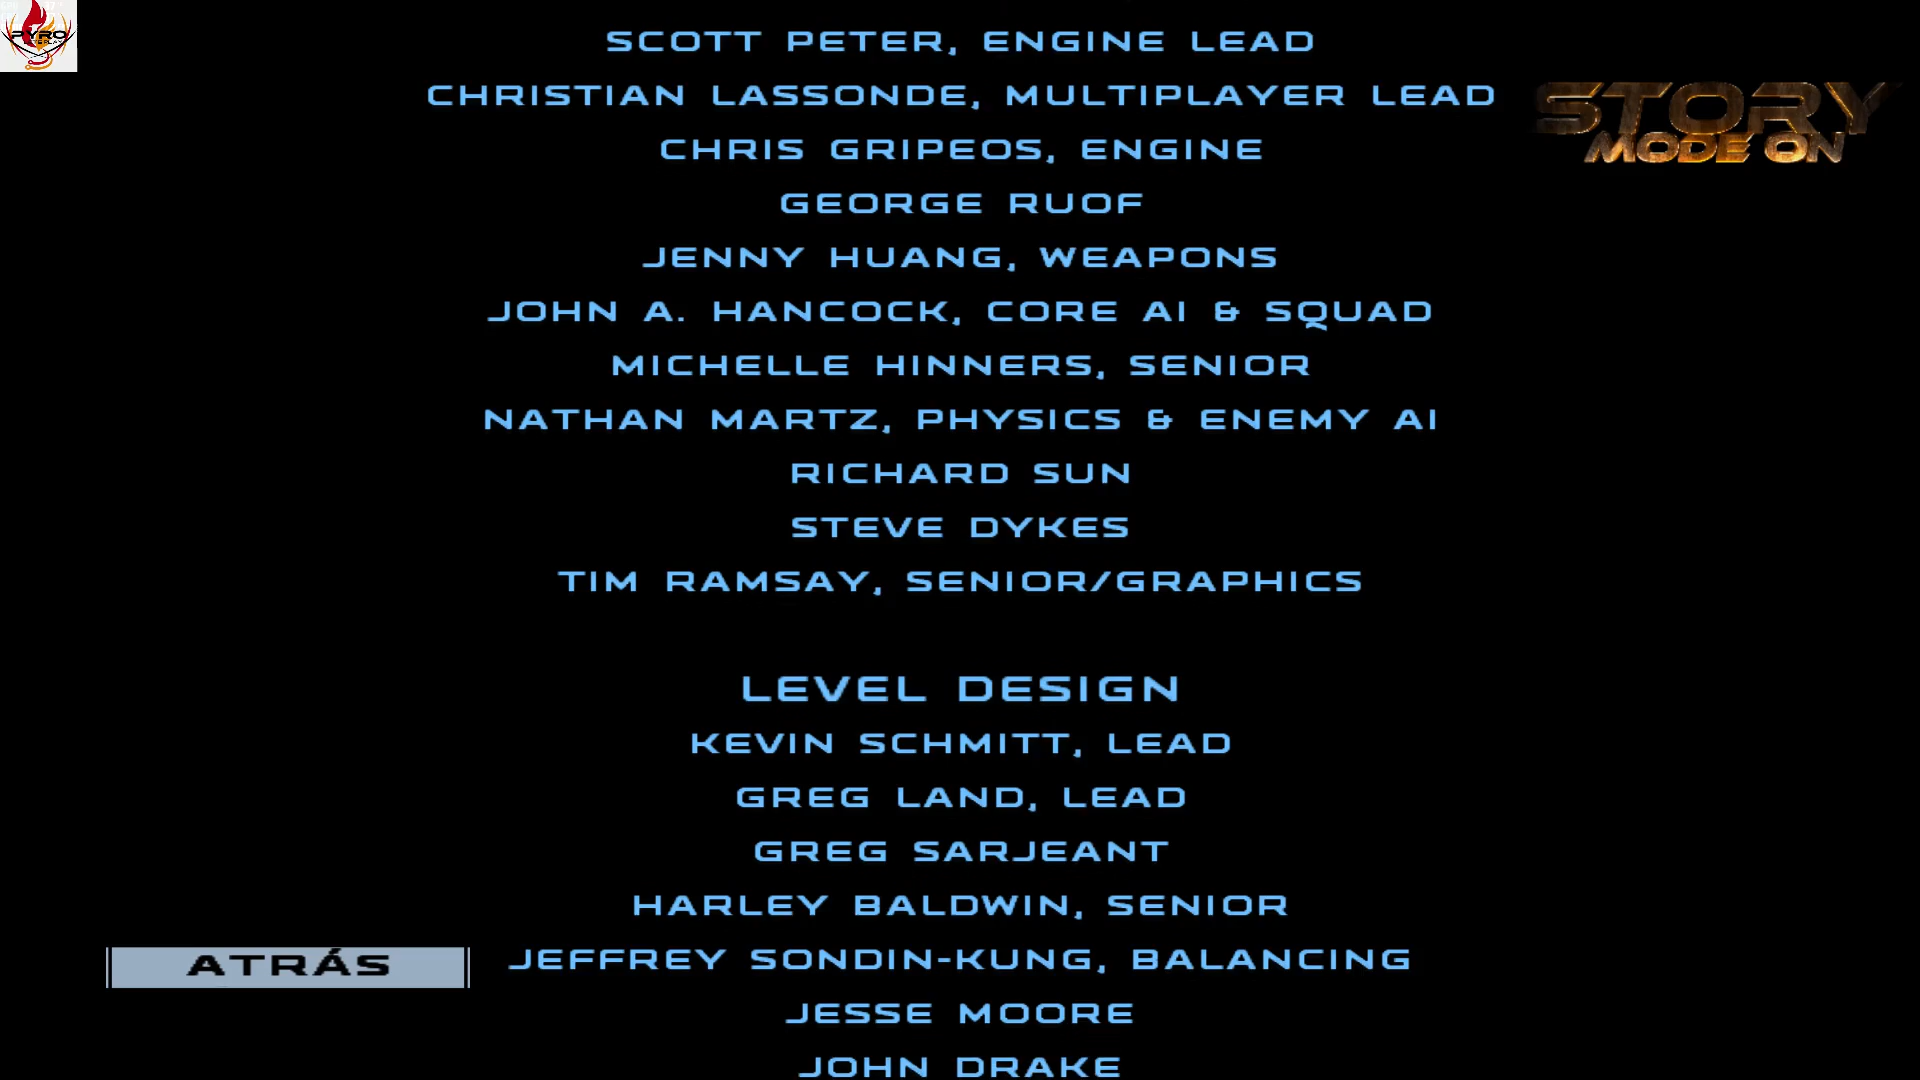 PYRO
SCOTT PETER, ENGINE LEAD
CHRISTIAN LASSONDE, MULTIPLAYER LEAD
STORY
MODE ON
CHRIS GRIPEOS, ENGINE
GEORGE RUOF
JENNY HUANG, WEAPONS
JOHN A. HANCOCK, CORE AI & SQUAD
MICHELLE HINNERS, SENIOR
NATHAN MARTZ, PHYSICS & ENEMY AI
RICHARD SUN
STEVE DYKES
TIM RAMSAY, SENIOR/GRAPHICS
LEVEL DESIGN
KEVIN SCHMITT, LEAD
GREG LAND, LEAD
GREG SARJEANT
HARLEY BALDWIN, SENIOR
ATRÁS
JEFFREY SONDIN-KUNG, BALANCING
JESSE MOORE
JOHN DRAKE